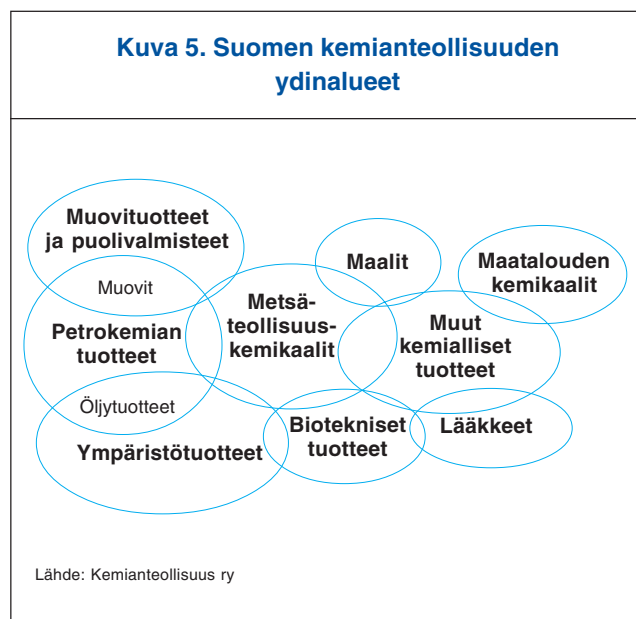 Kuva 5. Suomen kemianteollisuuden
ydinalueet
Muovituotteet
ja puolivalmisteet
Muovit
Petrokemian
tuotteet
Öljytuotteet
Ympäristötuotteet
Metsä-
teollisuus-
kemikaalit
Biotekniset
tuotteet
Maalit
Muut
kemialliset
tuotteet
Lääkkeet
Maatalouden
kemikaalit
Lähde: Kemianteollisuus ry